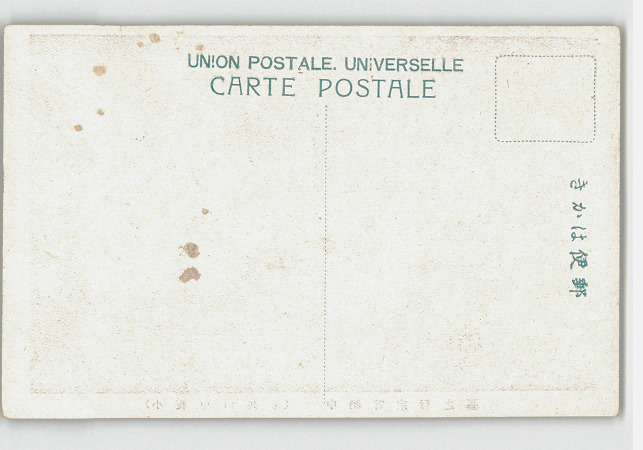 UNION POSTALE. UNIVERSELLE
CARTE POSTALE
郵便はかき